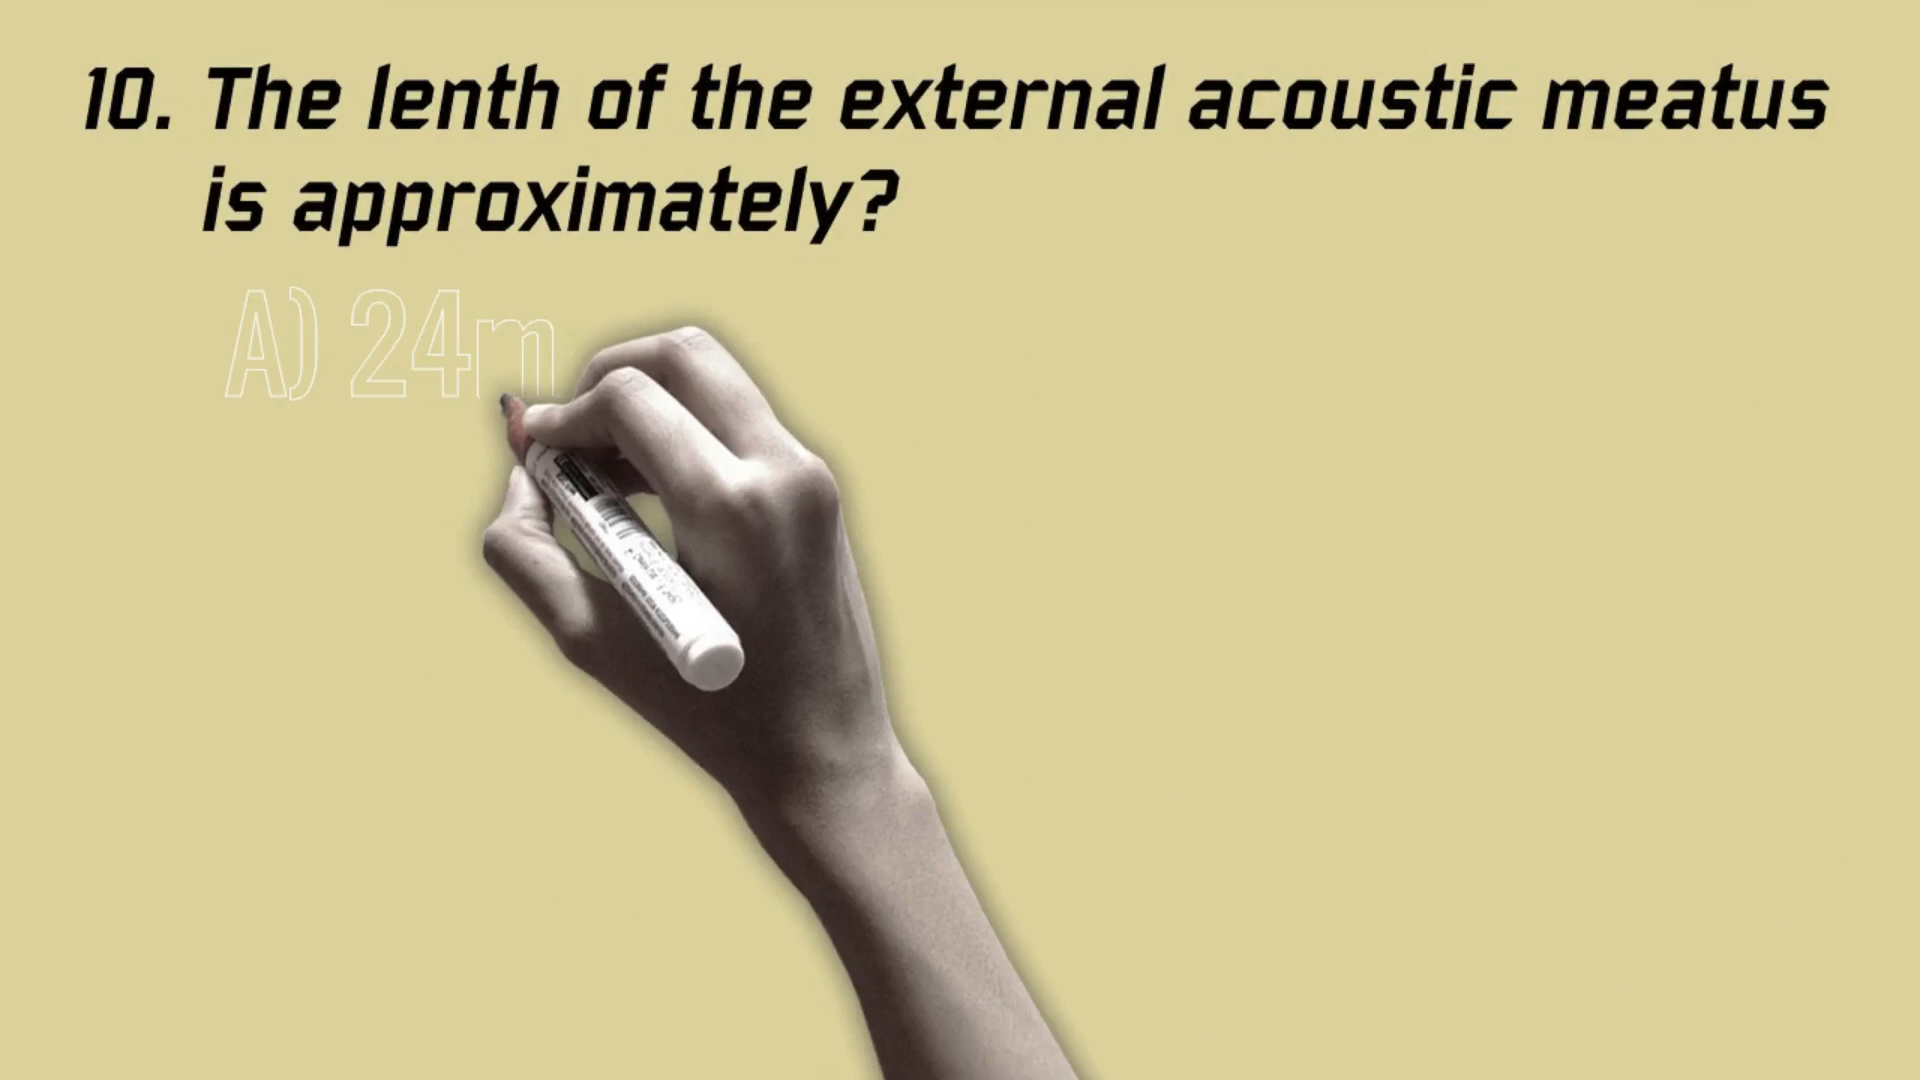 10. The lenth of the external acoustic meatus
is approximately?
A) 24m